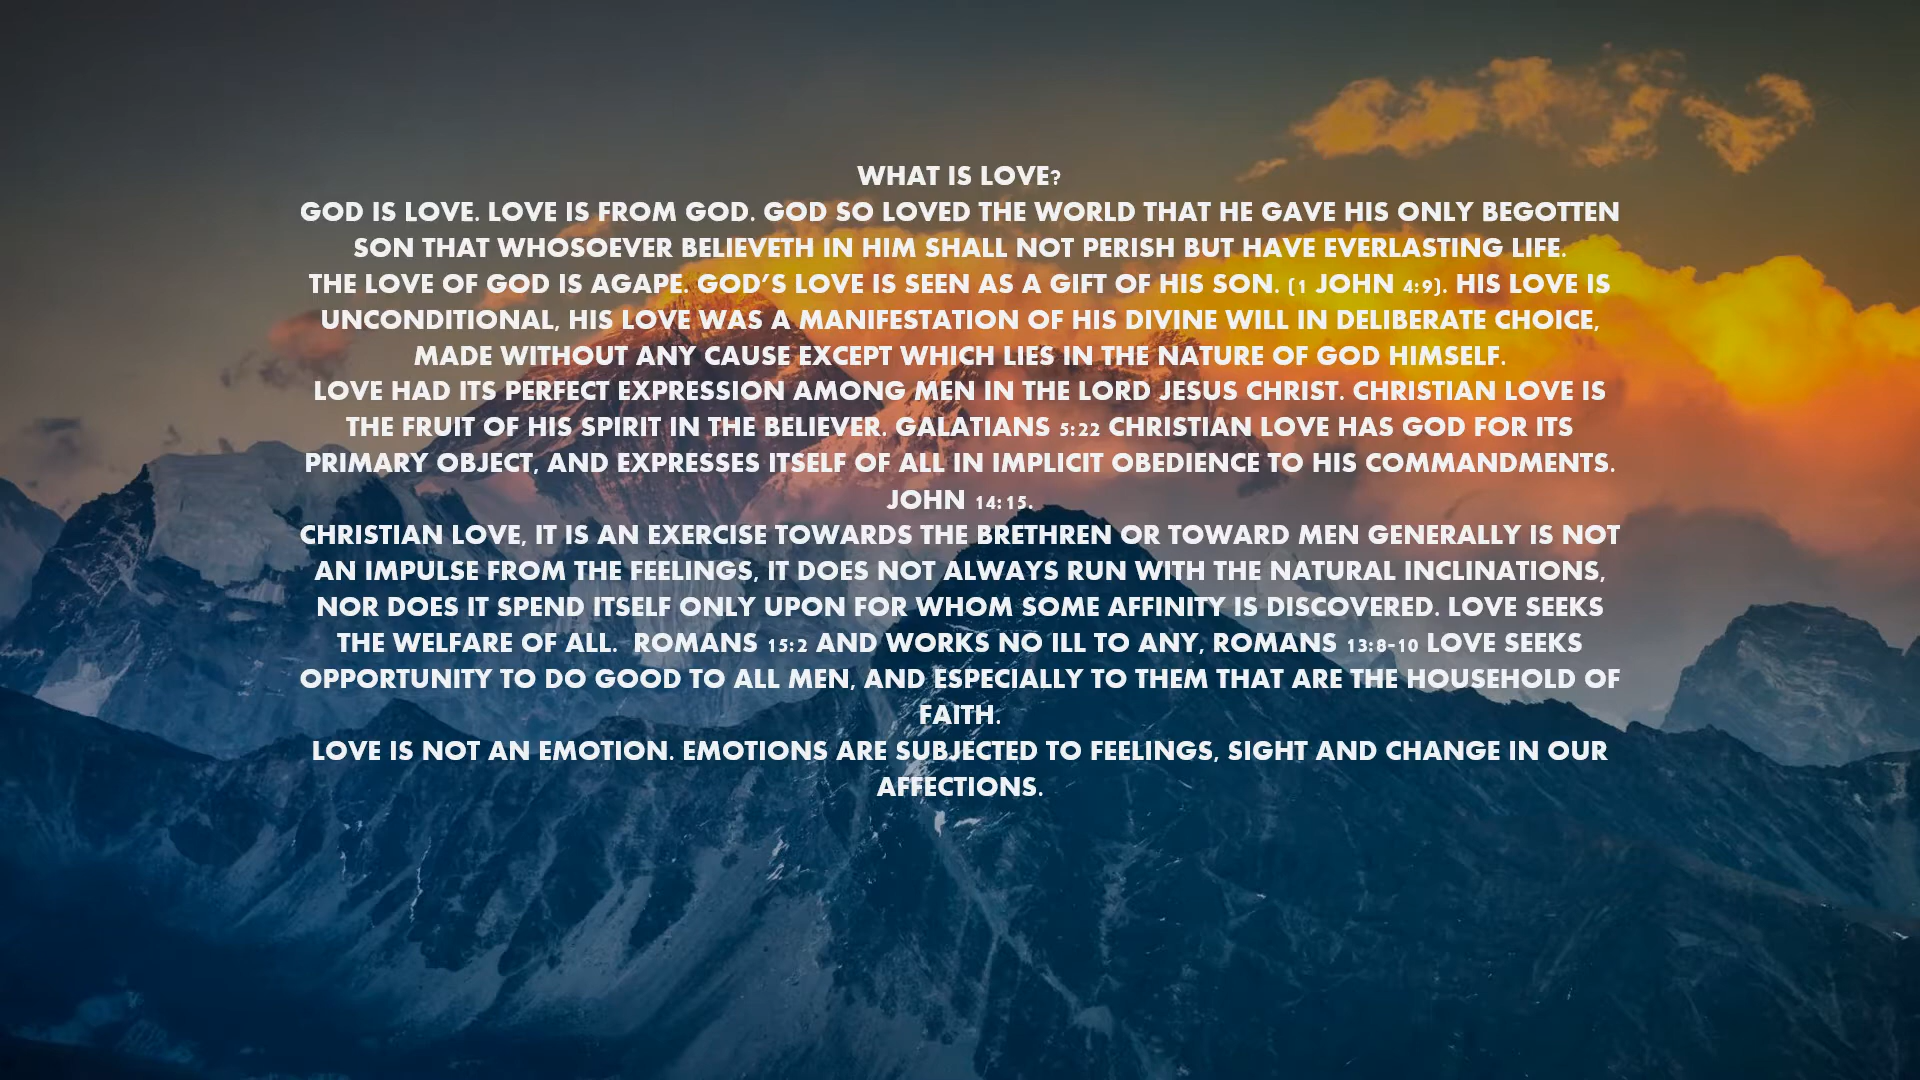 WHAT IS LOVE?
GOD IS LOVE. LOVE IS FROM GOD. GOD SO LOVED THE WORLD THAT HE GAVE HIS ONLY BEGOTTEN
SON THAT WHOSOEVER BELIEVETH IN HIM SHALL NOT PERISH BUT HAVE EVERLASTING LIFE.
THE LOVE OF GOD IS AGAPE. GOD’S LOVE IS SEEN AS A GIFT OF HIS SON. (1 JOHN 4:9). HIS LOVE IS
UNCONDITIONAL, HIS LOVE WAS A MANIFESTATION OF HIS DIVINE WILL IN DELIBERATE CHOICE,
MADE WITHOUT ANY CAUSE EXCEPT WHICH LIES IN THE NATURE OF GOD HIMSELF.
LOVE HAD ITS PERFECT EXPRESSION AMONG MEN IN THE LORD JESUS CHRIST. CHRISTIAN LOVE IS
THE FRUIT OF HIS SPIRIT IN THE BELIEVER. GALATIANS 5:22 CHRISTIAN LOVE HAS GOD FOR ITS
PRIMARY OBJECT, AND EXPRESSES ITSELF OF ALL IN IMPLICIT OBEDIENCE TO HIS COMMANDMENTS.
JOHN 14:15.
CHRISTIAN LOVE, IT IS AN EXERCISE TOWARDS THE BRETHREN OR TOWARD MEN GENERALLY IS NOT
AN IMPULSE FROM THE FEELINGS, IT DOES NOT ALWAYS RUN WITH THE NATURAL INCLINATIONS,
NOR DOES IT SPEND ITSELF ONLY UPON FOR WHOM SOME AFFINITY IS DISCOVERED. LOVE SEEKS
THE WELFARE OF ALL.  ROMANS 15:2 AND WORKS NO ILL TO ANY, ROMANS 13:8-10 LOVE SEEKS
OPPORTUNITY TO DO GOOD TO ALL MEN, AND ESPECIALLY TO THEM THAT ARE THE HOUSEHOLD OF
FAITH.
LOVE IS NOT AN EMOTION. EMOTIONS ARE SUBJECTED TO FEELINGS, SIGHT AND CHANGE IN OUR
AFFECTIONS.